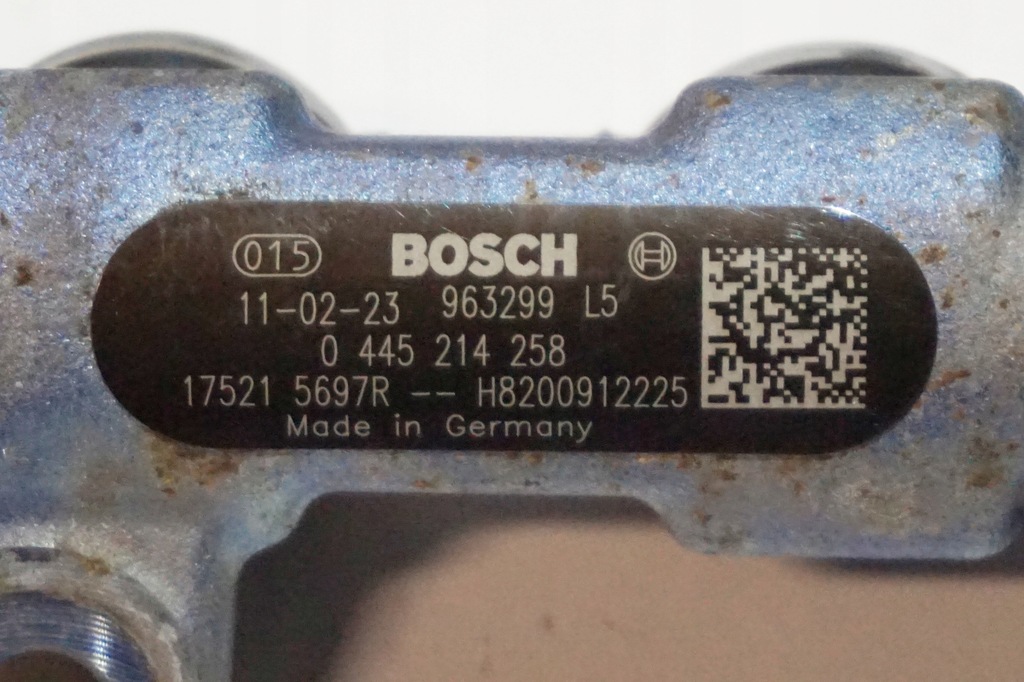 015 BOSCH
11-02-23 963299 L5
0 445 214 258
17521 5697R -- H8200912225
Made in Germany